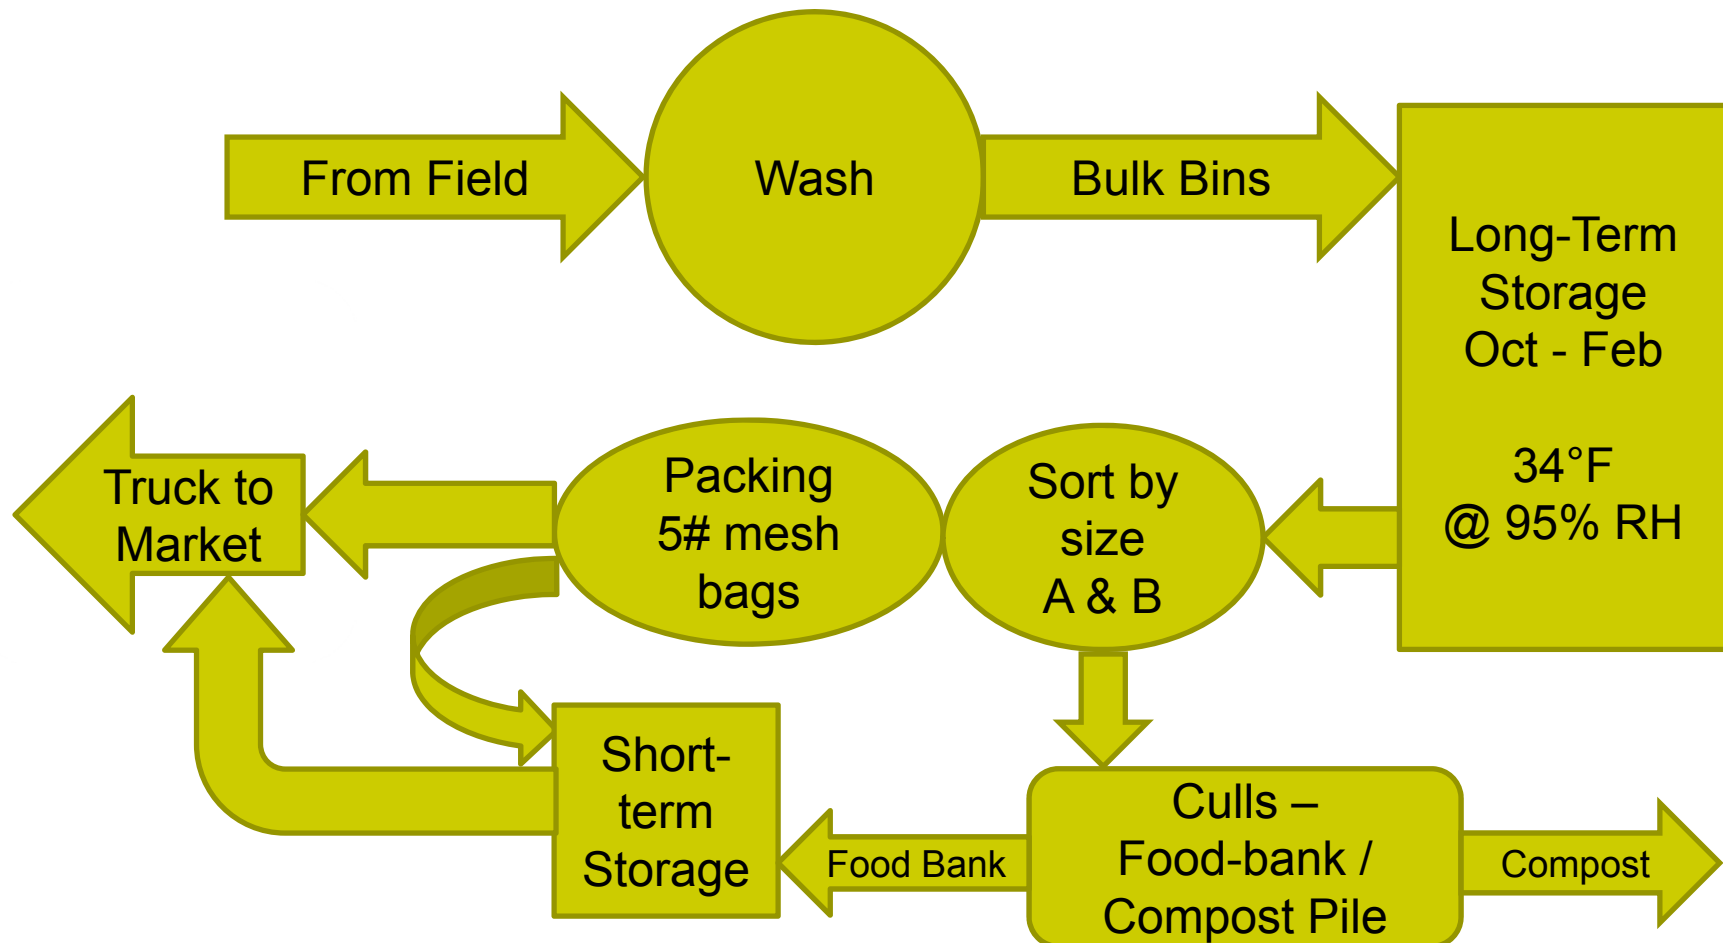 From Field
Wash
Bulk Bins
Long-Term
Storage
Oct - Feb
34°F
@ 95% RH
Sort by
size
A & B
Packing
5# mesh
bags
Truck to
Market
Short-
term
Storage
Food Bank
Culls –
Food-bank /
Compost Pile
Compost